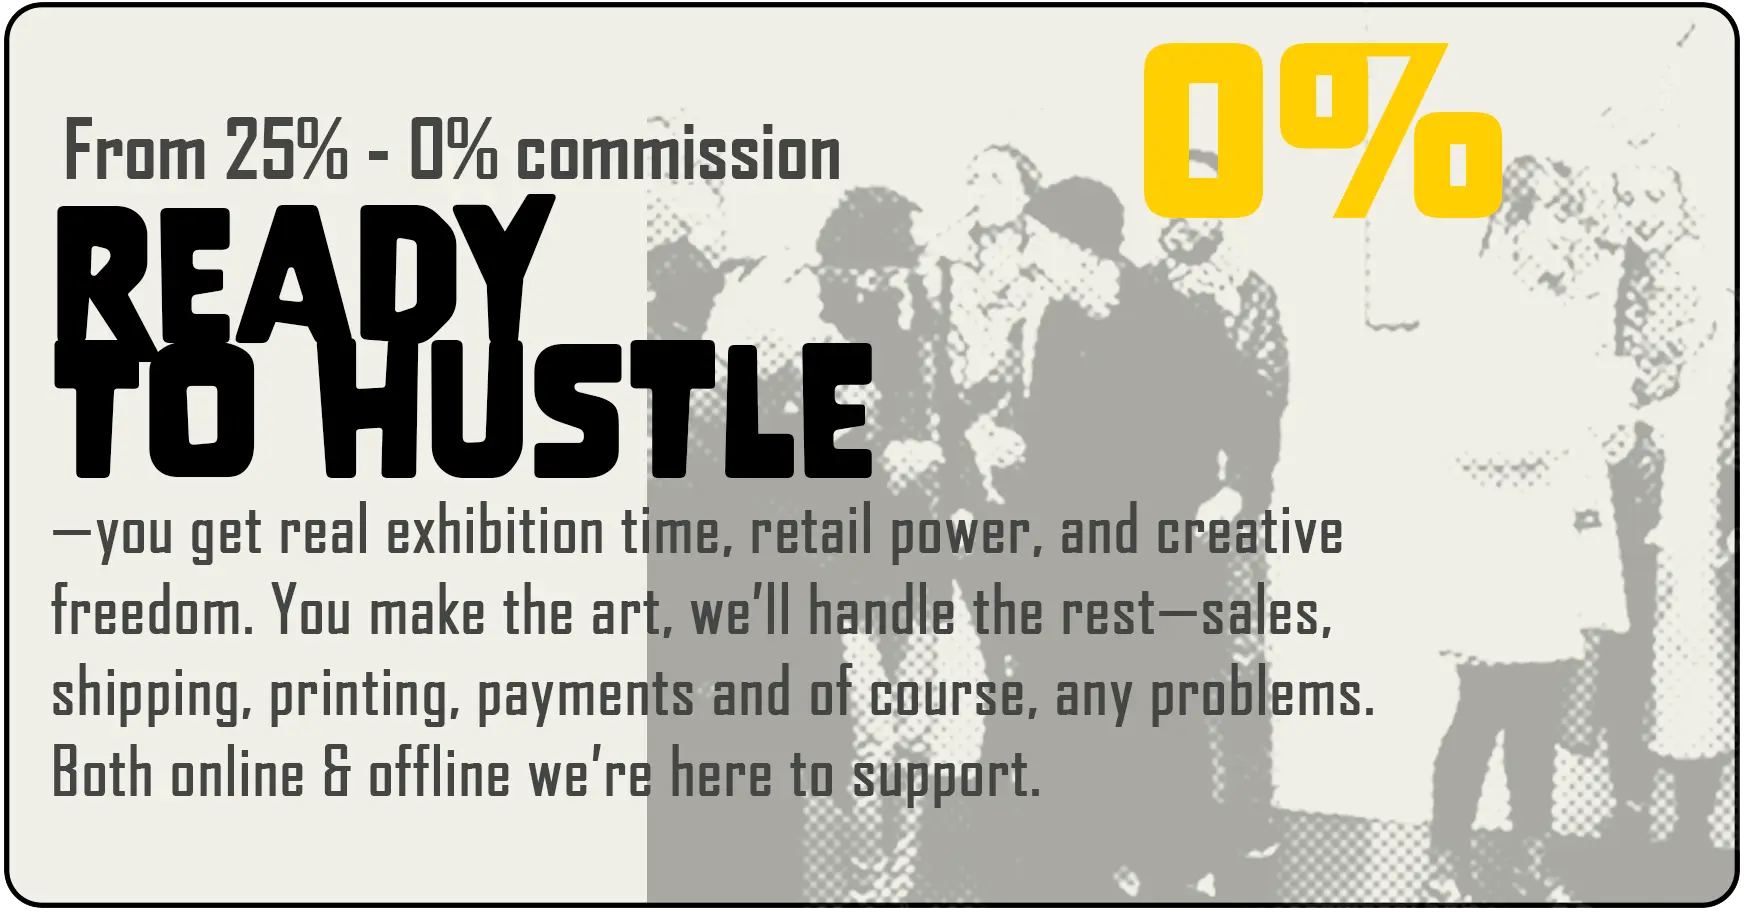 0%
From 25% - 0% commission
READY
TO HUSTLE
—you get real exhibition time, retail power, and creative
freedom. You make the art, we’ll handle the rest—sales,
shipping, printing, payments and of course, any problems.
Both online & offline we’re here to support.